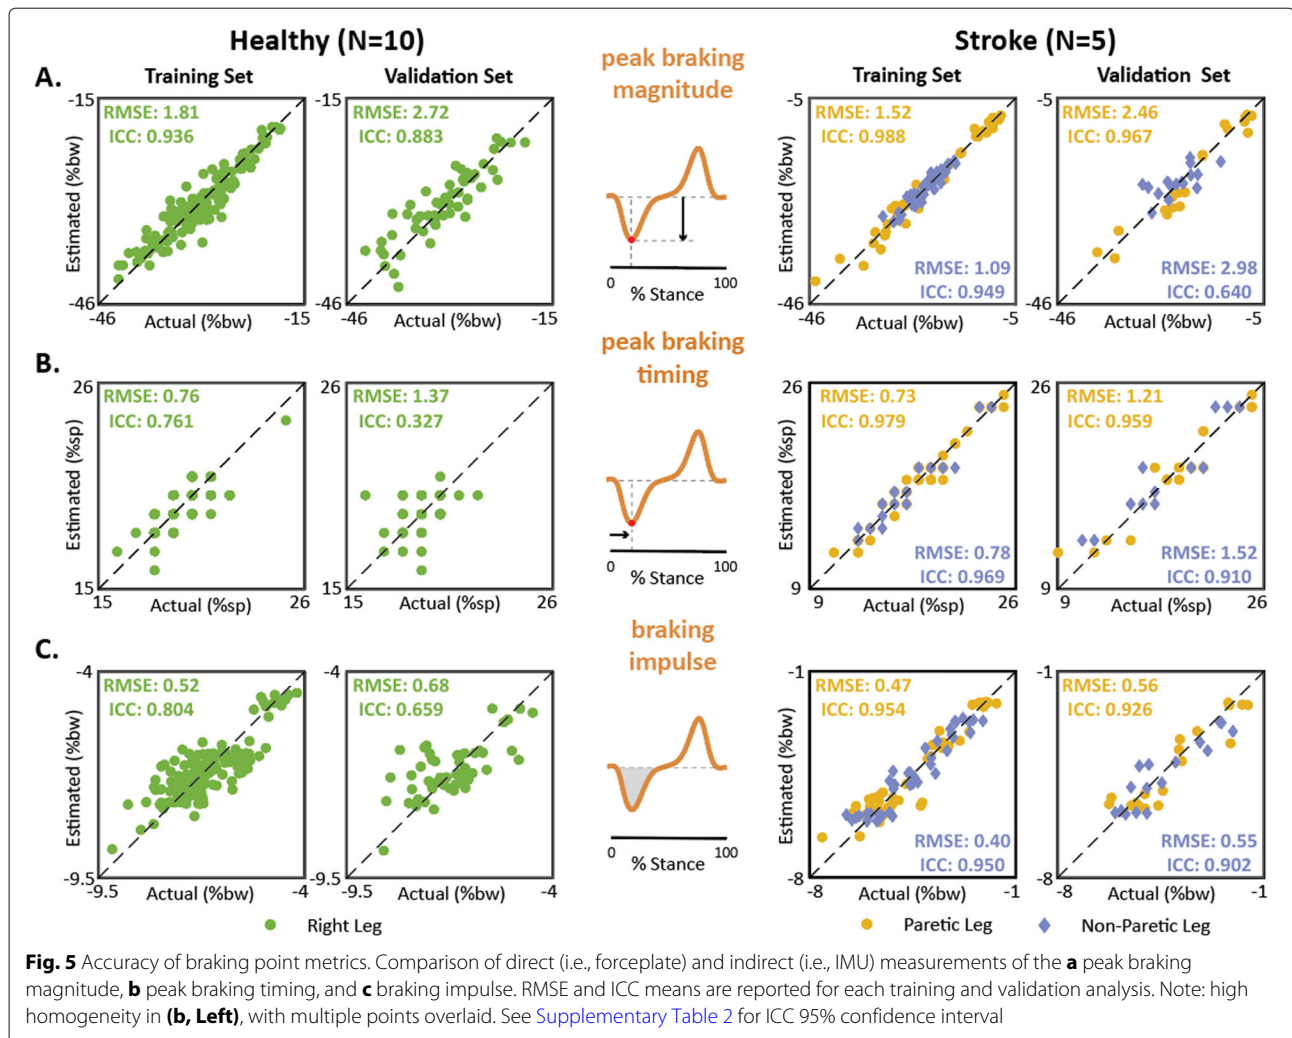 Healthy (N=10)
Stroke (N=5)
A.
Training Set
Validation Set
peak braking
magnitude
Training Set
Validation Set
-15
RMSE: 1.81
ICC: 0.936
Estimated (%bw)
-46
-46
Actual (%bw)
-15
-15
RMSE: 2.72
ICC: 0.883
-46
-46
Actual (%bw)
-15
0
100
% Stance
-5
RMSE: 1.52
ICC: 0.988
RMSE: 1.09
ICC: 0.949
Estimated (%bw)
-46
-46
Actual (%bw)
-5
-5
RMSE: 2.46
ICC: 0.967
RMSE: 2.98
ICC: 0.640
-46
-46
Actual (%bw)
-5
B.
peak braking
timing
26
RMSE: 0.76
ICC: 0.761
Estimated (%sp)
15
15
Actual (%sp)
26
26
RMSE: 1.37
ICC: 0.327
15
15
Actual (%sp)
26
0
100
% Stance
26
RMSE: 0.73
ICC: 0.979
RMSE: 0.78
ICC: 0.969
Estimated (%sp)
9
9
Actual (%sp)
26
26
RMSE: 1.21
ICC: 0.959
RMSE: 1.52
ICC: 0.910
9
9
Actual (%sp)
26
C.
braking
impulse
-4
RMSE: 0.52
ICC: 0.804
Estimated (%bw)
-9.5
-9.5
Actual (%bw)
-4
-4
RMSE: 0.68
ICC: 0.659
-9.5
-9.5
Actual (%bw)
-4
0
100
% Stance
-1
RMSE: 0.47
ICC: 0.954
RMSE: 0.40
ICC: 0.950
Estimated (%bw)
-8
-8
Actual (%bw)
-1
-1
RMSE: 0.56
ICC: 0.926
RMSE: 0.55
ICC: 0.902
-8
-8
Actual (%bw)
-1
Right Leg
Paretic Leg
Non-Paretic Leg
Fig. 5 Accuracy of braking point metrics. Comparison of direct (i.e., forceplate) and indirect (i.e., IMU) measurements of the a peak braking
magnitude, b peak braking timing, and c braking impulse. RMSE and ICC means are reported for each training and validation analysis. Note: high
homogeneity in (b, Left), with multiple points overlaid. See Supplementary Table 2 for ICC 95% confidence interval